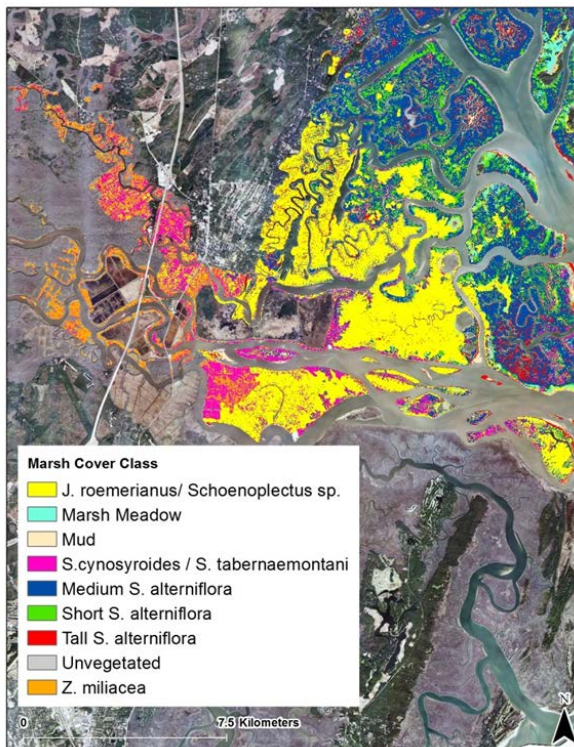 Marsh Cover Class
J. roemerianus/ Schoenoplectus sp.
Marsh Meadow
Mud
S.cynosyroides / S. tabernaemontani
Medium S. alterniflora
Short S. alterniflora
Tall S. alterniflora
Unvegetated
Z. miliacea
0 7.5 Kilometers
N